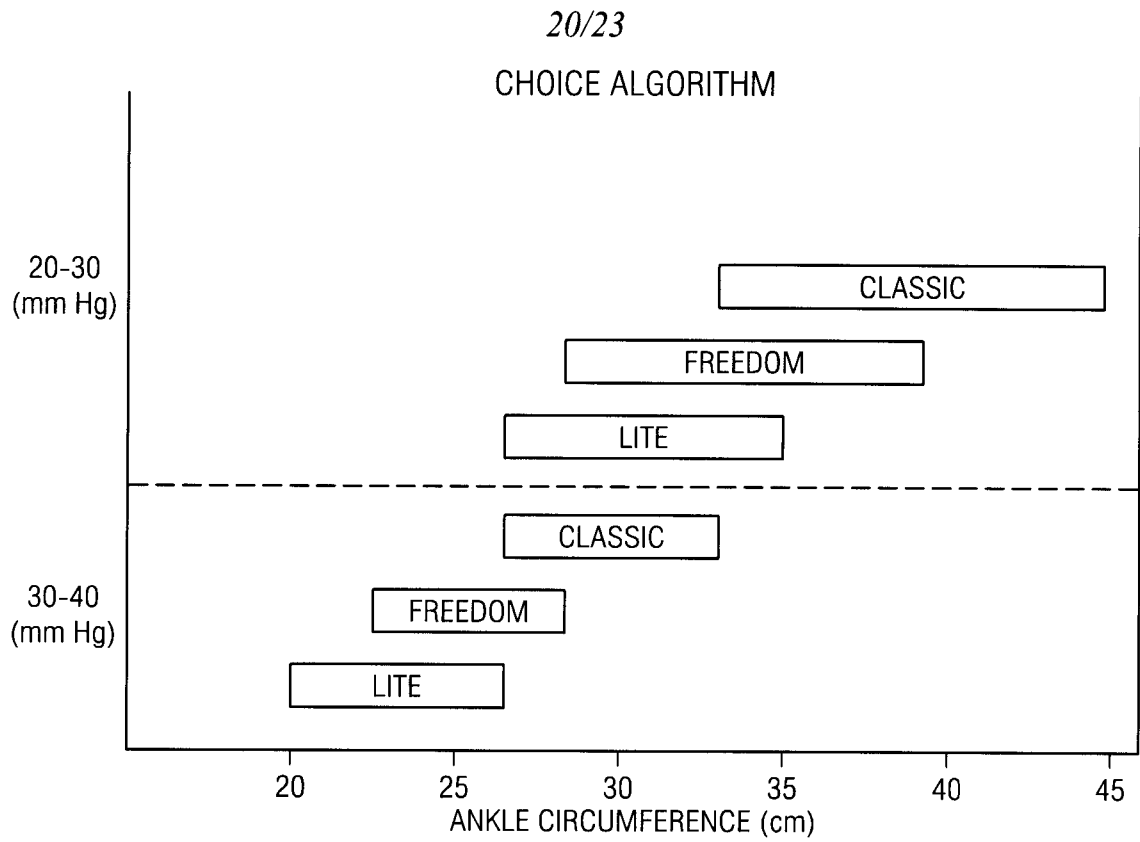 20/23
CHOICE ALGORITHM
20-30
(mm Hg)
CLASSIC
FREEDOM
LITE
CLASSIC
30-40
(mm Hg)
FREEDOM
LITE
20 25 30 35 40 45
ANKLE CIRCUMFERENCE (cm)